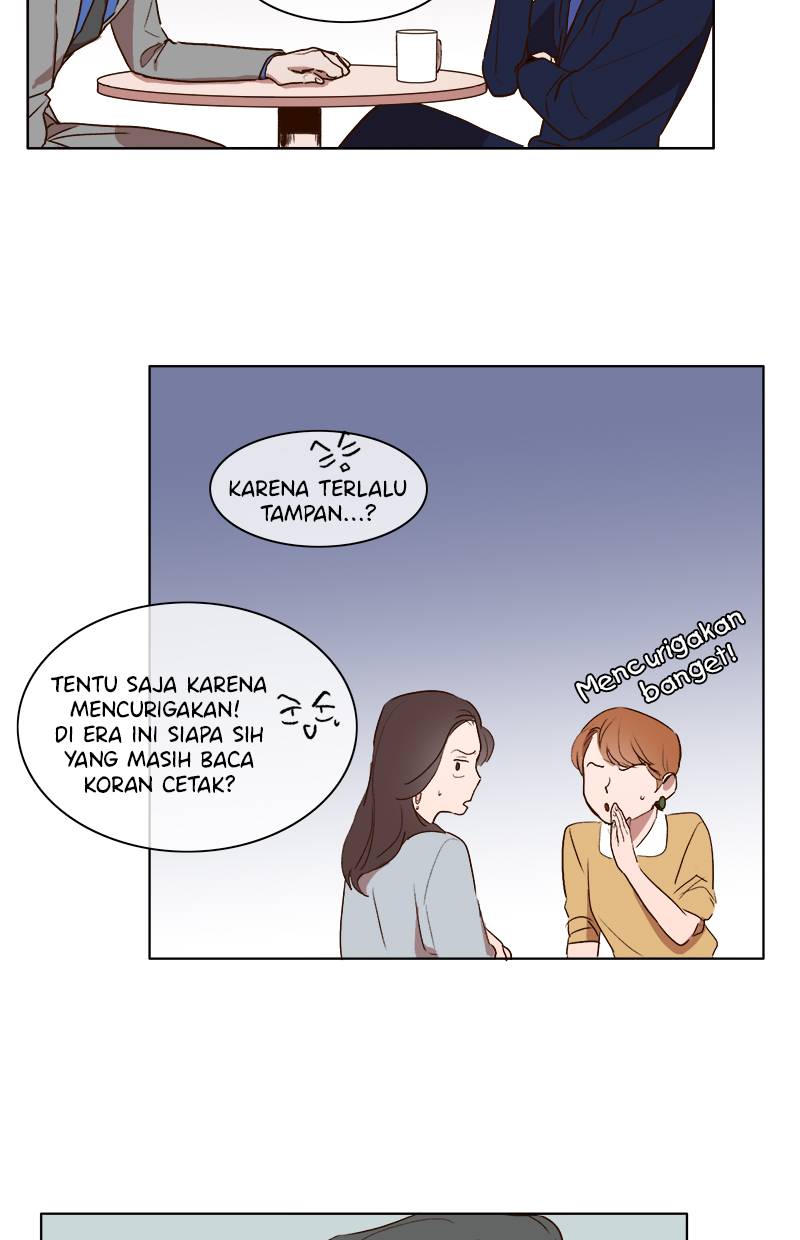 KARENA TERLALU
TAMPAN...?
Mencurigakan
banget!
TENTU SAJA KARENA
MENCURIGAKAN!
DI ERA INI SIAPA SIH
YANG MASIH BACA
KORAN CETAK?